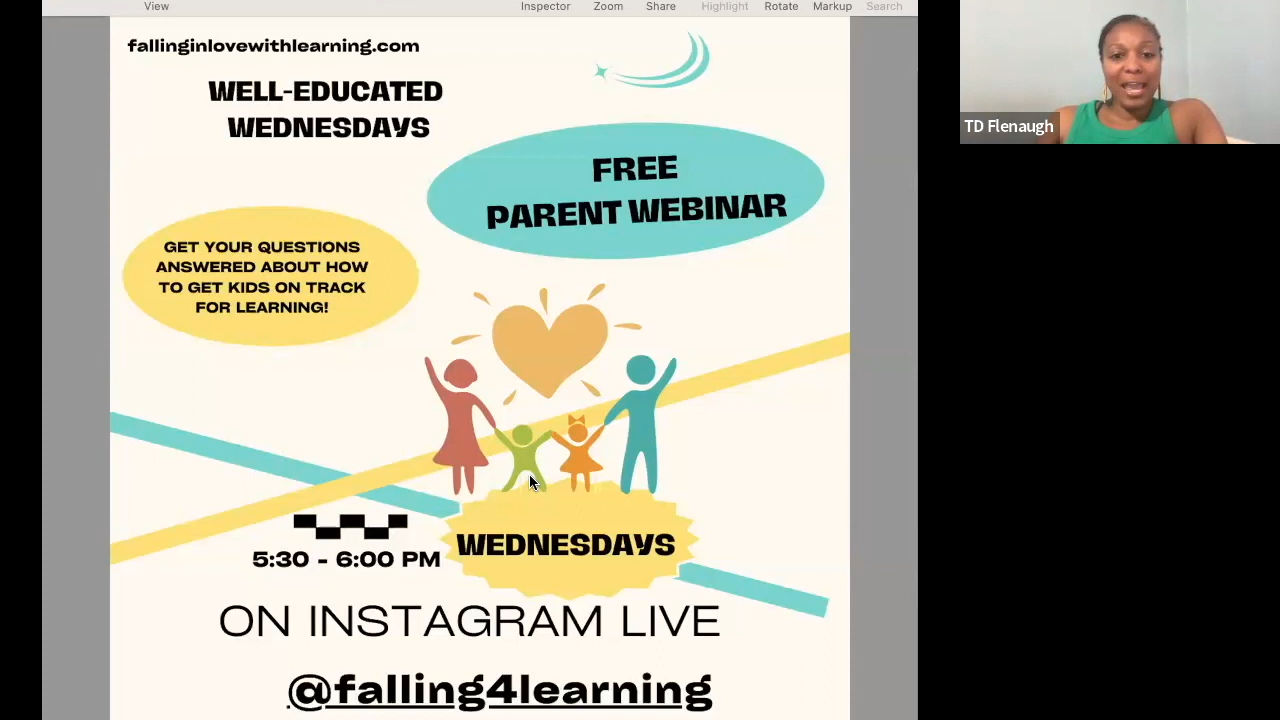 View
Inspector
Zoom
Share
Highlight
Rotate
Markup
Search
fallinginlovewithlearning.com
WELL-EDUCATED
WEDNESDAYS
FREE
PARENT WEBINAR
GET YOUR QUESTIONS
ANSWERED ABOUT HOW
TO GET KIDS ON TRACK
FOR LEARNING!
WEDNESDAYS
5:30 - 6:00 PM
ON INSTAGRAM LIVE
@falling4learning
TD Flenaugh